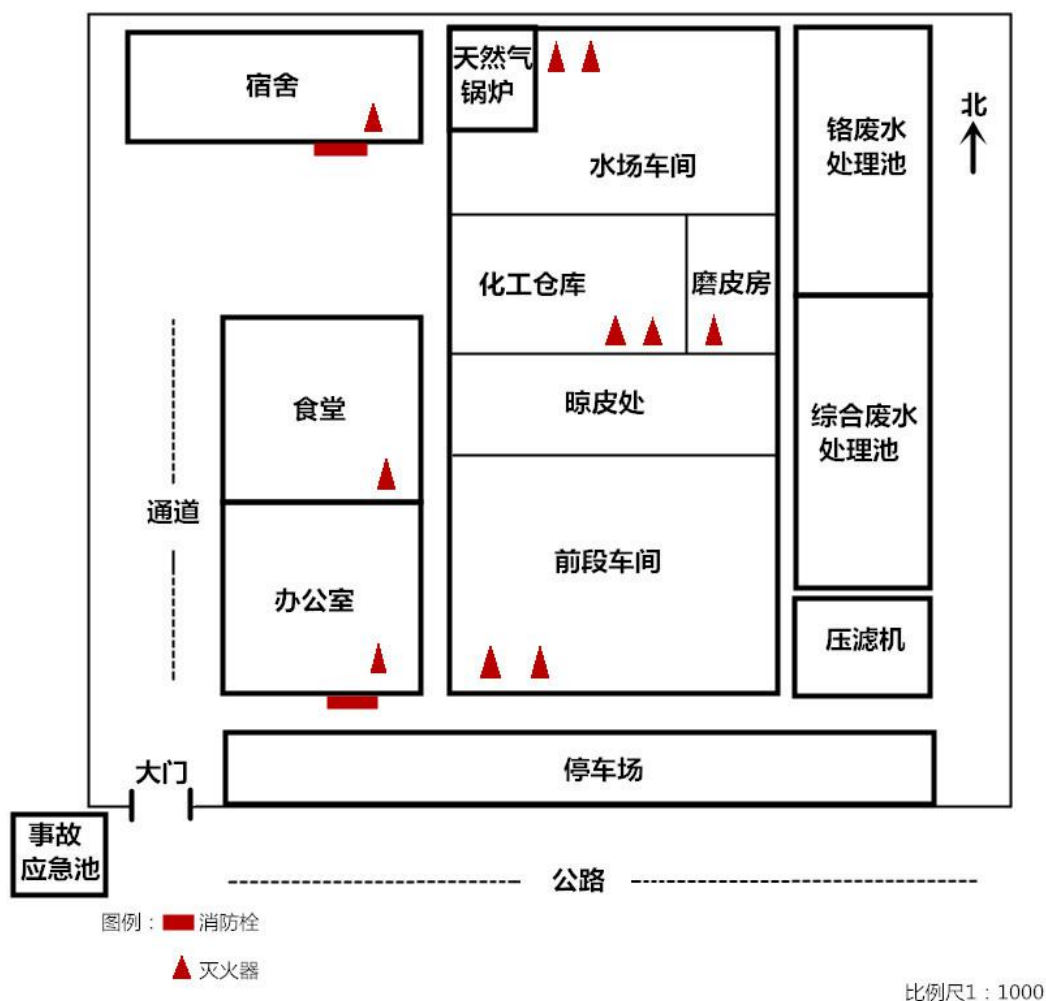 宿舍
天然气
锅炉
水场车间
铬废水
处理池
北
化工仓库
磨皮房
食堂
晾皮处
综合废水
处理池
通道
办公室
前段车间
压滤机
大门
停车场
事故
应急池
公路
图例：消防栓
灭火器
比例尺1：1000